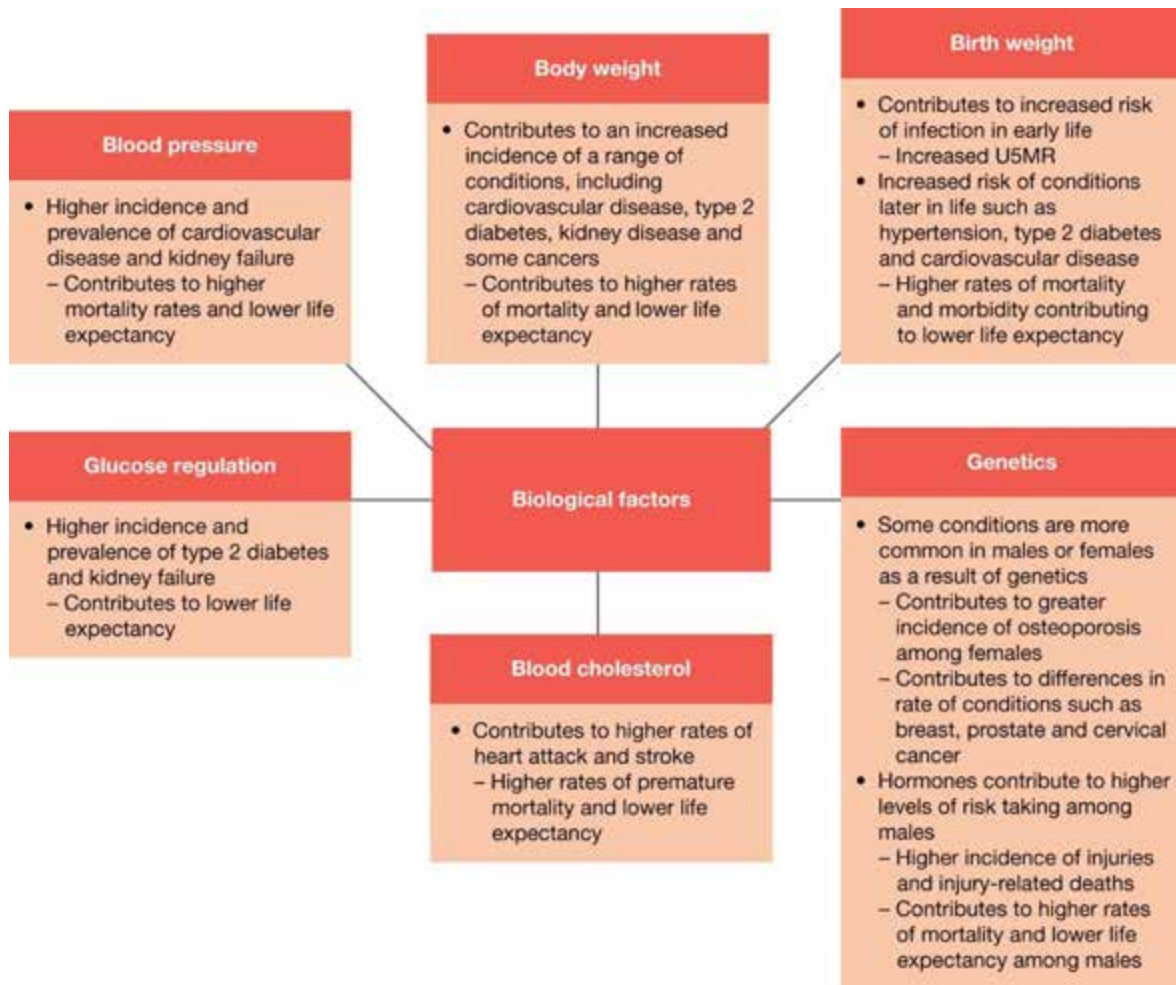 Blood pressure
• Higher incidence and
prevalence of cardiovascular
disease and kidney failure
– Contributes to higher
mortality rates and lower life
expectancy
Body weight
• Contributes to an increased
incidence of a range of
conditions, including
cardiovascular disease, type 2
diabetes, kidney disease and
some cancers
– Contributes to higher rates
of mortality and lower life
expectancy
Birth weight
• Contributes to increased risk
of infection in early life
– Increased U5MR
• Increased risk of conditions
later in life such as
hypertension, type 2 diabetes
and cardiovascular disease
– Higher rates of mortality
and morbidity contributing
to lower life expectancy
Glucose regulation
• Higher incidence and
prevalence of type 2 diabetes
and kidney failure
– Contributes to lower life
expectancy
Biological factors
Genetics
• Some conditions are more
common in males or females
as a result of genetics
– Contributes to greater
incidence of osteoporosis
among females
– Contributes to differences in
rate of conditions such as
breast, prostate and cervical
cancer
• Hormones contribute to higher
levels of risk taking among
males
– Higher incidence of injuries
and injury-related deaths
– Contributes to higher rates
of mortality and lower life
expectancy among males
Blood cholesterol
• Contributes to higher rates of
heart attack and stroke
– Higher rates of premature
mortality and lower life
expectancy